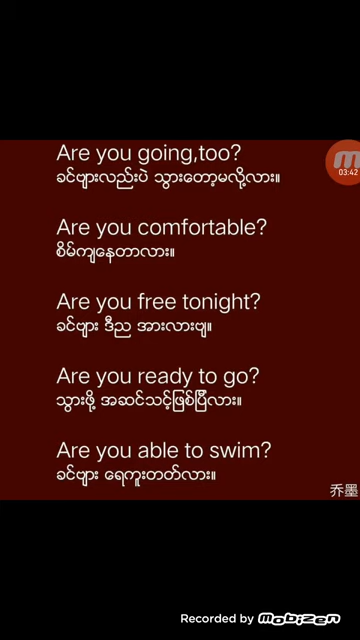 Are you going,too?
ခင်ဗျားလည်းပဲ သွားတော့မလို့လား။
03:42
Are you comfortable?
စိမ်ကျနေတာလား။
Are you free tonight?
ခင်ဗျား ဒီည အားလားဗျ။
Are you ready to go?
သွားဖို့ အဆင်သင့်ဖြစ်ပြီလား။
Are you able to swim?
ခင်ဗျား ရေကူးတတ်လား။
乔墨
Recorded by mobizen